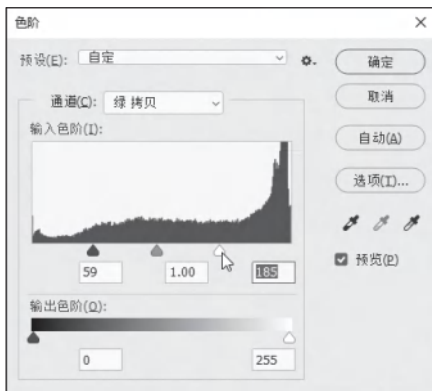 色阶
预设(E): 自定
确定
通道(C): 绿 拷贝
取消
输入色阶(I):
自动(A)
选项(T)...
预览(P)
59 1.00 185
输出色阶(O):
0 255